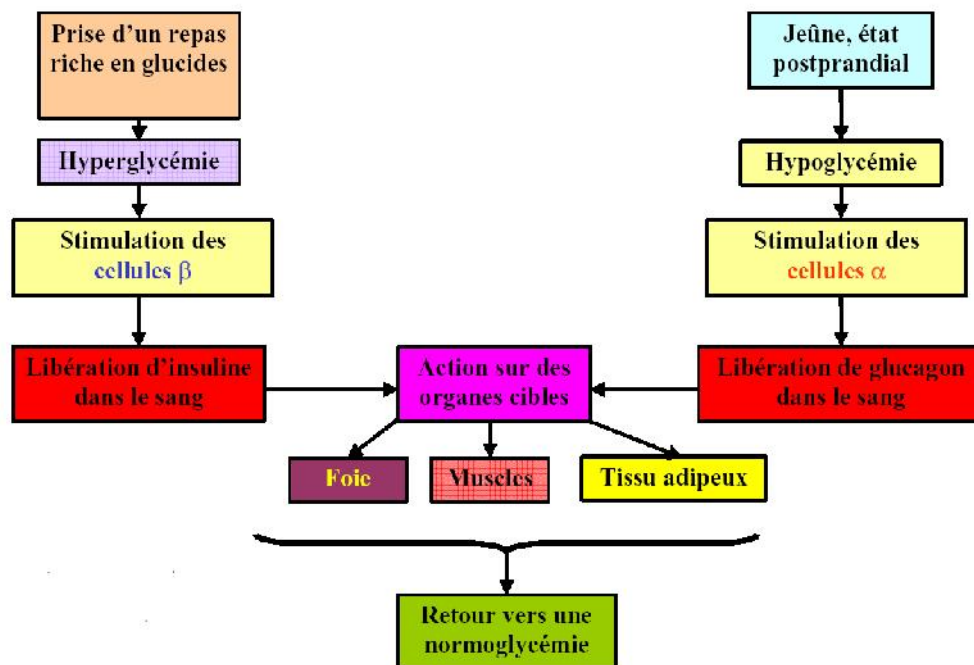 Prise d'un repas
riche en glucides
Hyperglycémie
Stimulation des
cellules β
Libération d'insuline
dans le sang
Jeûne, état
postprandial
Hypoglycémie
Stimulation des
cellules α
Libération de glucagon
dans le sang
Action sur des
organes cibles
Foie
Muscles
Tissu adipeux
Retour vers une
normoglycémie